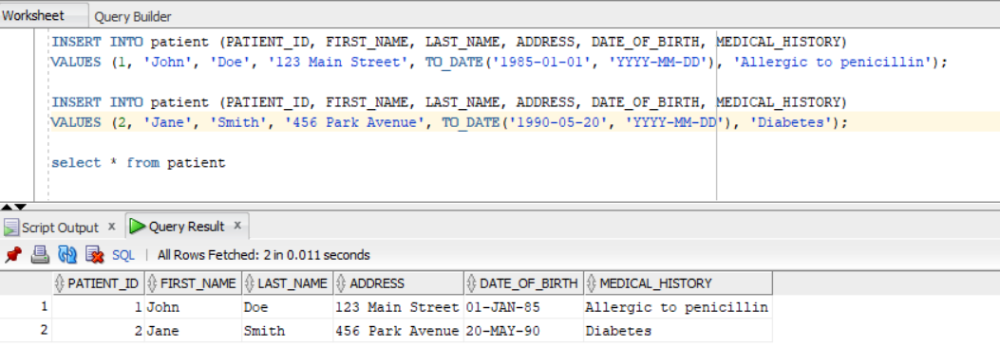 Worksheet Query Builder
INSERT INTO patient (PATIENT_ID, FIRST_NAME, LAST_NAME, ADDRESS, DATE_OF_BIRTH, MEDICAL_HISTORY)
VALUES (1, 'John', 'Doe', '123 Main Street', TO_DATE('1985-01-01', 'YYYY-MM-DD'), 'Allergic to penicillin');
INSERT INTO patient (PATIENT_ID, FIRST_NAME, LAST_NAME, ADDRESS, DATE_OF_BIRTH, MEDICAL_HISTORY)
VALUES (2, 'Jane', 'Smith', '456 Park Avenue', TO_DATE('1990-05-20', 'YYYY-MM-DD'), 'Diabetes');
select * from patient
Script Output x Query Result x
SQL | All Rows Fetched: 2 in 0.011 seconds
PATIENT_ID FIRST_NAME LAST_NAME ADDRESS DATE_OF_BIRTH MEDICAL_HISTORY
1 1 John Doe 123 Main Street 01-JAN-85 Allergic to penicillin
2 2 Jane Smith 456 Park Avenue 20-MAY-90 Diabetes